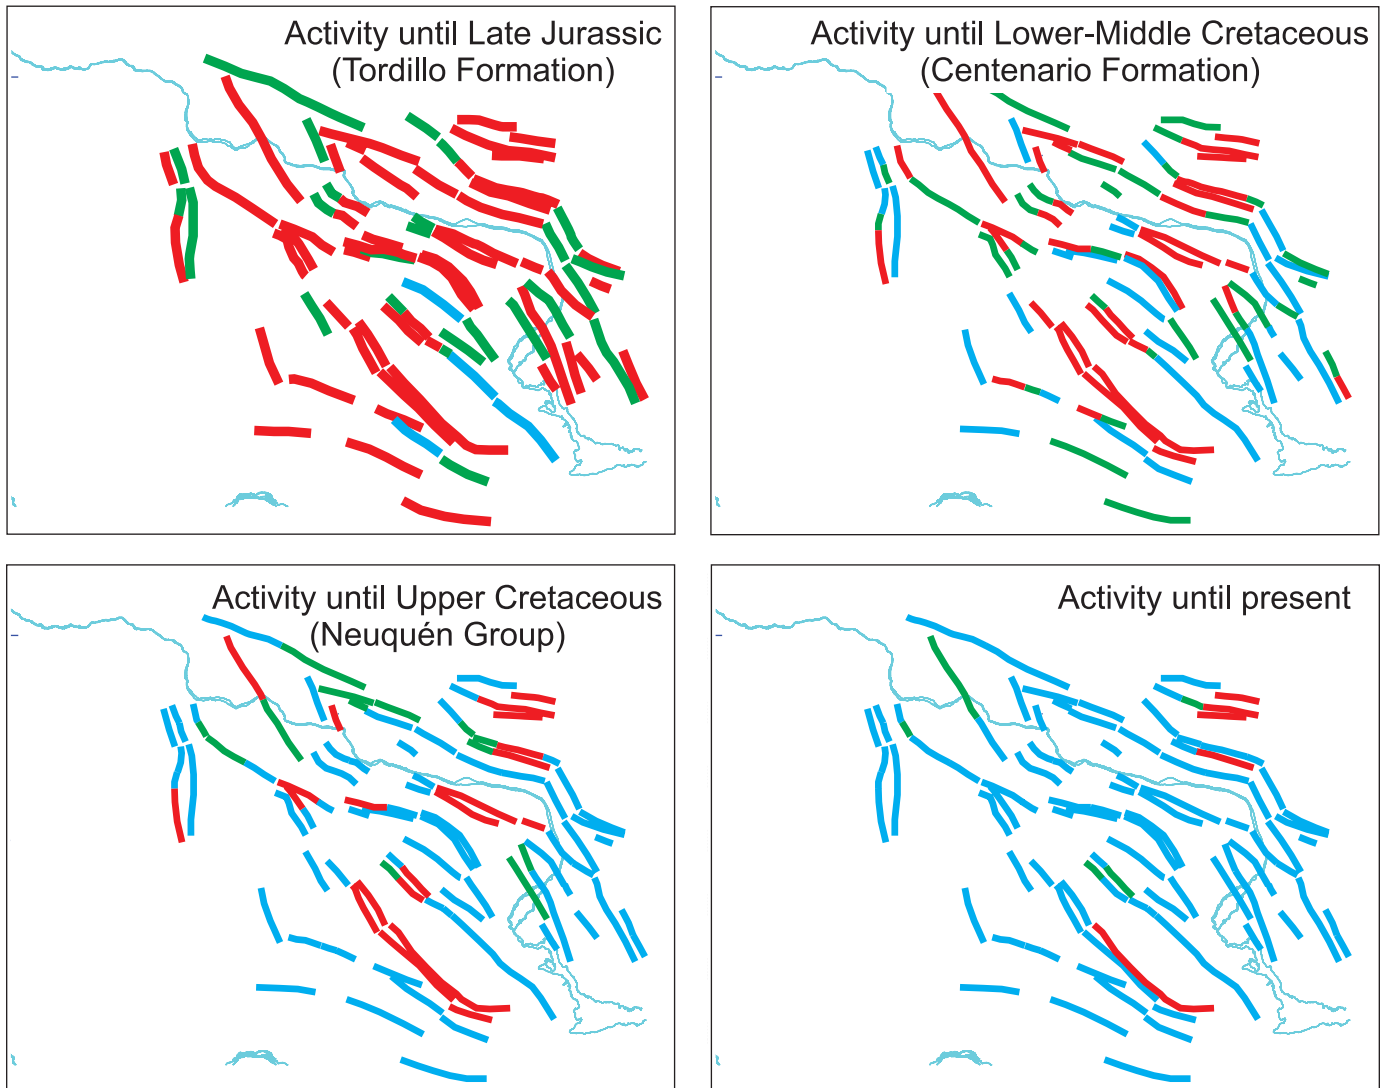 Activity until Late Jurassic
(Tordillo Formation)
Activity until Lower-Middle Cretaceous
(Centenario Formation)
Activity until Upper Cretaceous
(Neuquén Group)
Activity until present